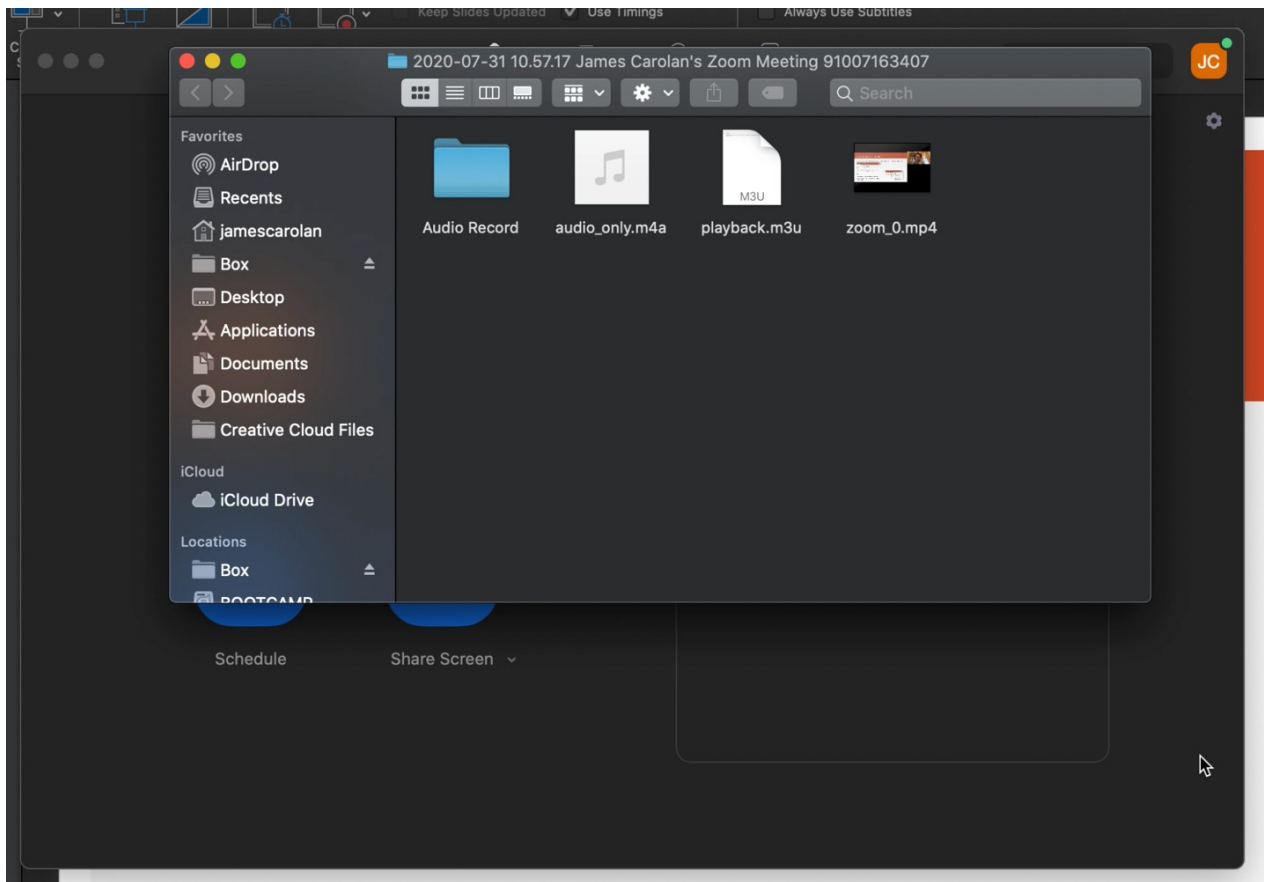 Keep Slides Updated Use Timings Always Use Subtitles
2020-07-31 10.57.17 James Carolan's Zoom Meeting 91007163407
JC
Search
Favorites
AirDrop
Recents
jamescarolan
Box
Desktop
Applications
Documents
Downloads
Creative Cloud Files
iCloud
iCloud Drive
Locations
Box
BOOTCAMP
M3U
Audio Record audio_only.m4a playback.m3u zoom_0.mp4
Schedule Share Screen